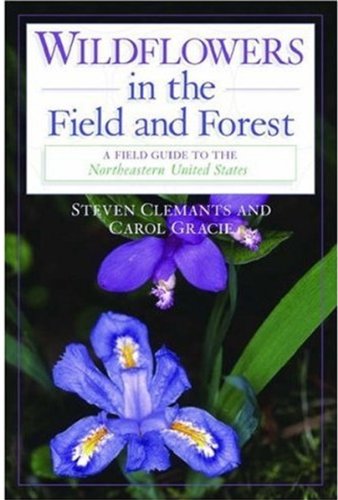 WILDFLOWERS
in the
Field and Forest
A FIELD GUIDE TO THE
Northeastern United States
STEVEN CLEMANTS AND
CAROL GRACIE